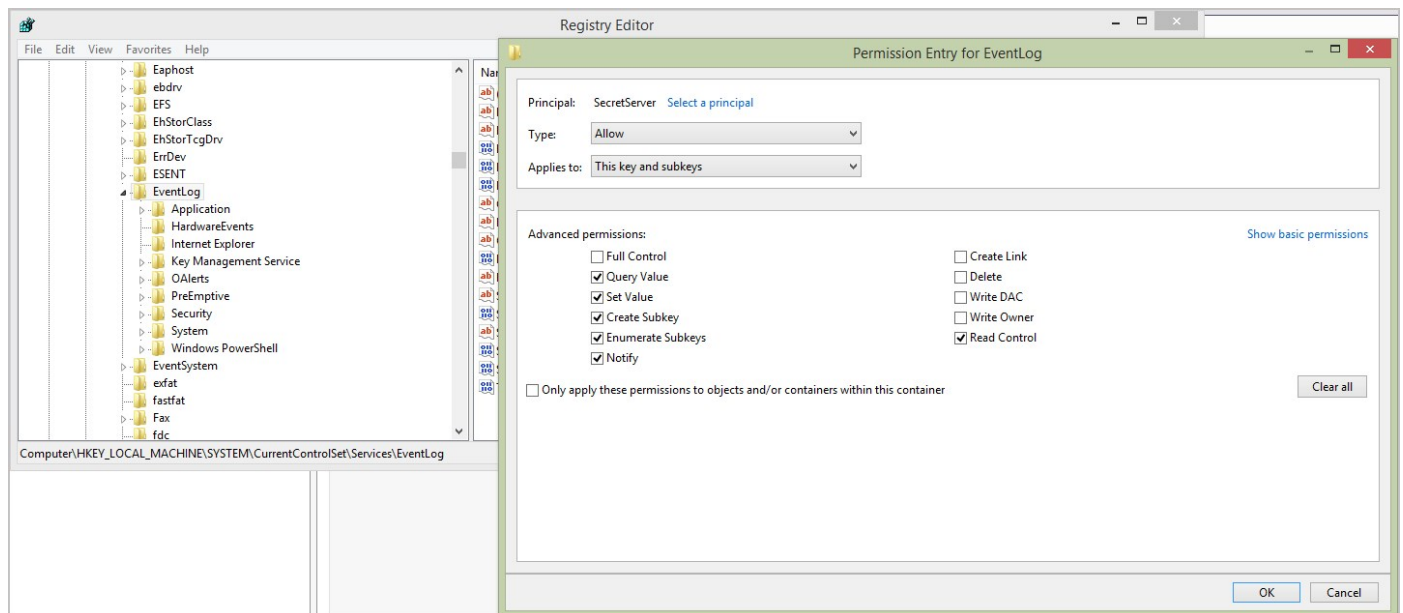 Registry Editor
File Edit View Favorites Help
Eaphost
ebdrv
EFS
EhStorClass
EhStorTcgDrv
ErrDev
ESENT
EventLog
Application
HardwareEvents
Internet Explorer
Key Management Service
OAlerts
PreEmptive
Security
System
Windows PowerShell
EventSystem
exfat
fastfat
Fax
fdc
Computer\HKEY_LOCAL_MACHINE\SYSTEM\CurrentControlSet\Services\EventLog
Permission Entry for EventLog
Principal: SecretServer Select a principal
Type: Allow
Applies to: This key and subkeys
Advanced permissions: Show basic permissions
Full Control Create Link
Query Value Delete
Set Value Write DAC
Create Subkey Write Owner
Enumerate Subkeys Read Control
Notify
Only apply these permissions to objects and/or containers within this container Clear all
OK Cancel